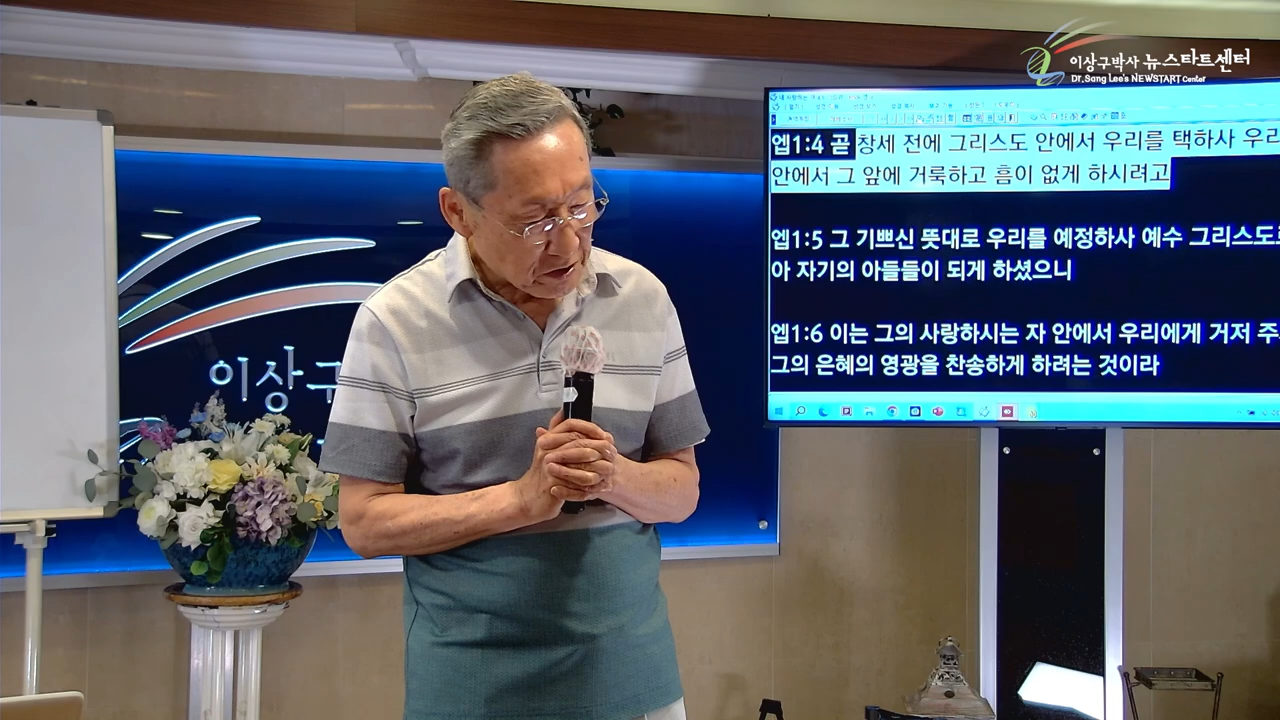 이상구박사 뉴스타트센터
Dr. Sang Lee's NEWSTART Center
엡1:4 곧 창세 전에 그리스도 안에서 우리를 택하사 우리
안에서 그 앞에 거룩하고 흠이 없게 하시려고
엡1:5 그 기쁘신 뜻대로 우리를 예정하사 예수 그리스도
아 자기의 아들들이 되게 하셨으니
엡1:6 이는 그의 사랑하시는 자 안에서 우리에게 거저 주
그의 은혜의 영광을 찬송하게 하려는 것이라
이상구